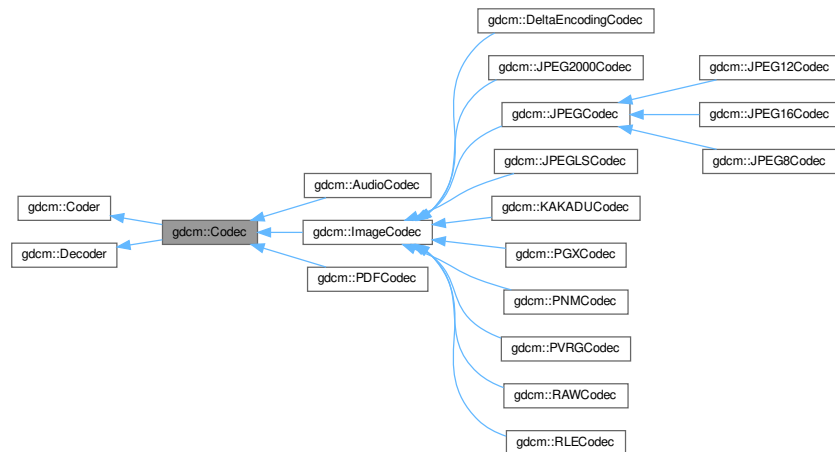 gdcm::DeltaEncodingCodec
gdcm::JPEG2000Codec
gdcm::JPEG12Codec
gdcm::JPEGCodec
gdcm::JPEG16Codec
gdcm::JPEGLSCodec
gdcm::JPEG8Codec
gdcm::AudioCodec
gdcm::Coder
gdcm::KAKADUCodec
gdcm::Codec
gdcm::ImageCodec
gdcm::Decoder
gdcm::PGXCodec
gdcm::PDFCodec
gdcm::PNMCodec
gdcm::PVRGCodec
gdcm::RAWCodec
gdcm::RLECodec